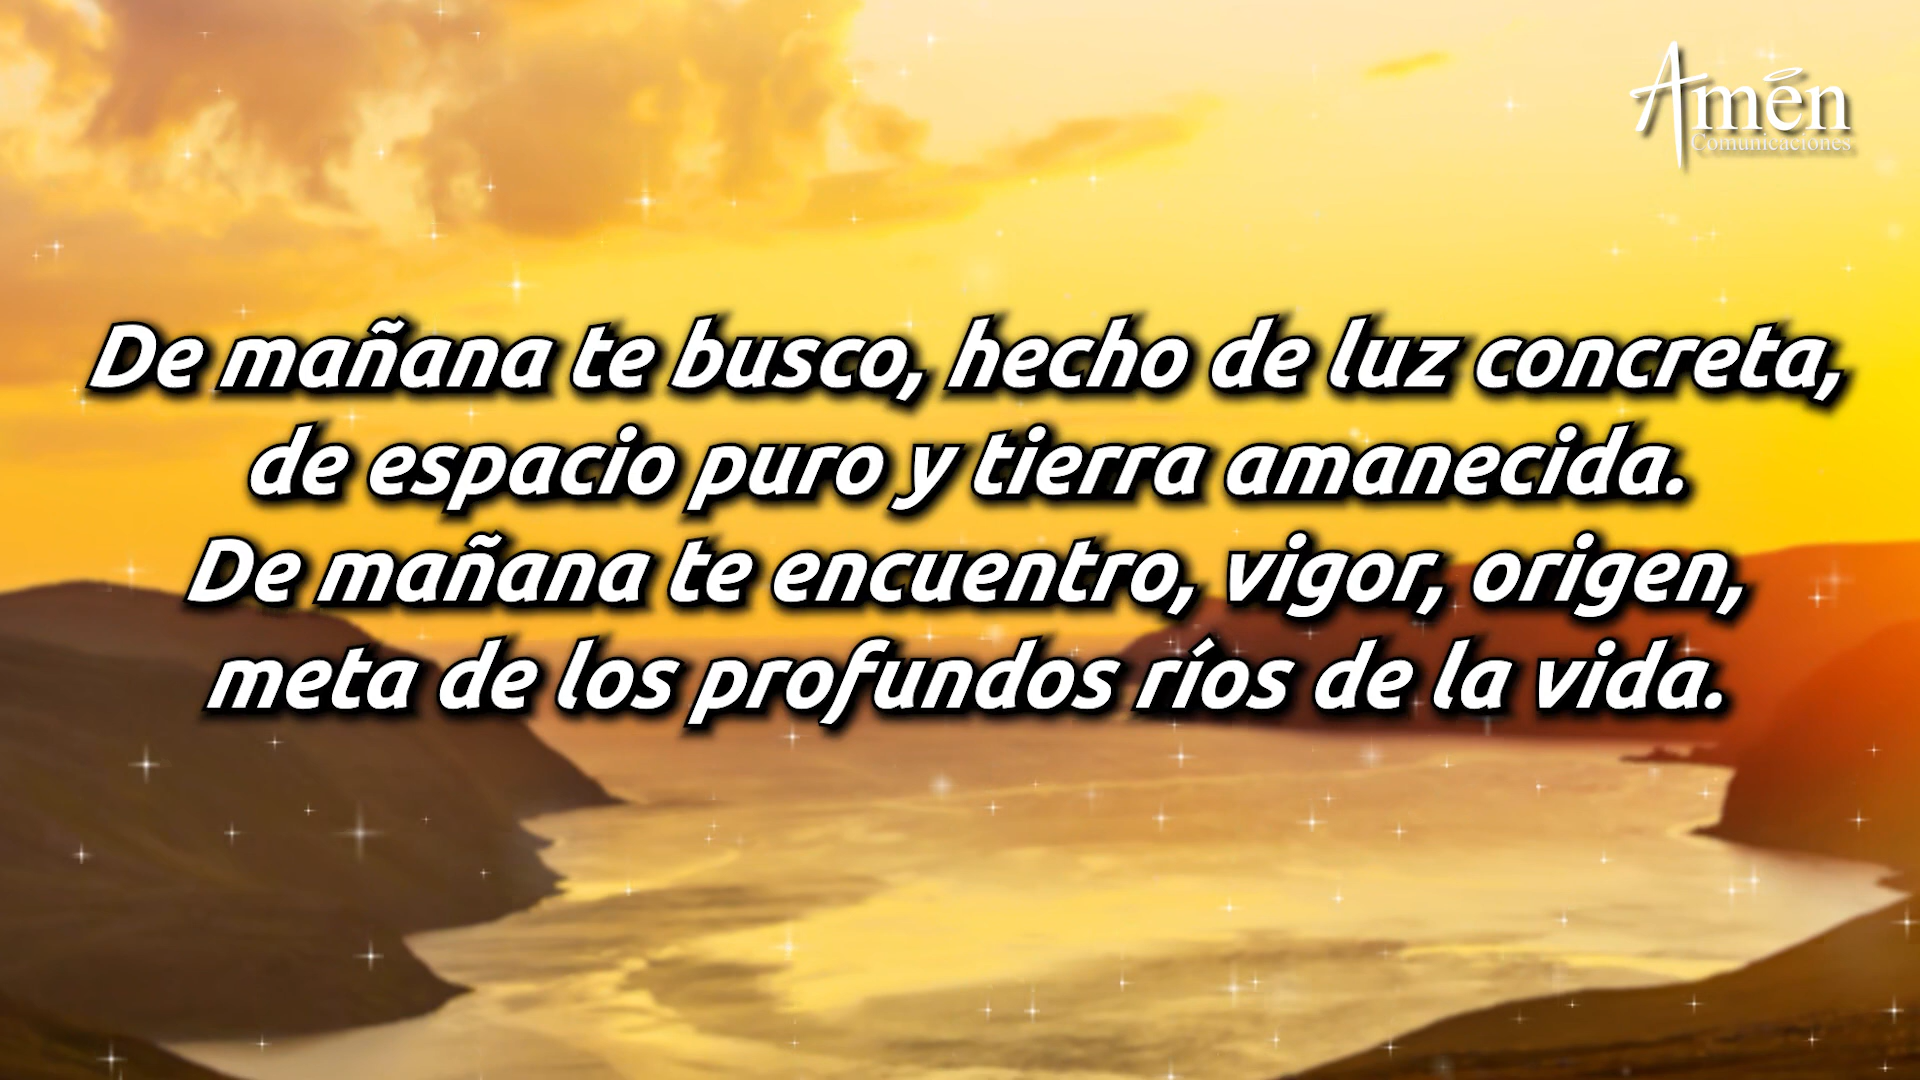 Amén
Comunicaciones
De mañana te busco, hecho de luz concreta,
de espacio puro y tierra amanecida.
De mañana te encuentro, vigor, origen,
meta de los profundos ríos de la vida.